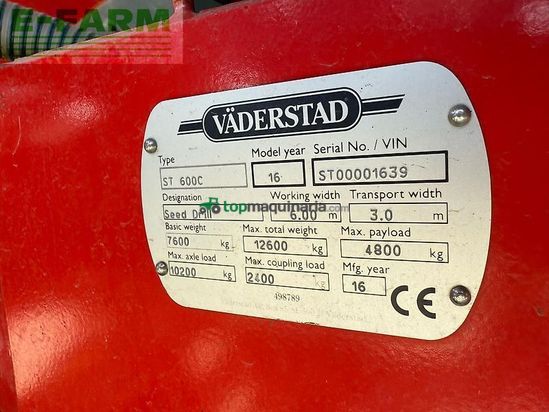 E-FARM
VÄDERSTAD
Type Model year Serial No. / VIN
ST 600C 16 ST00001639
Designation Working width Transport width
Seed Drill 6.00 m 3.0 m
topmaquinaria.com
Basic weight Max. total weight Max. payload
7600 kg 12600 kg 4800 kg
Max. axle load Max. coupling load Mfg. year
10200 kg 2400 kg 16 CE
498789